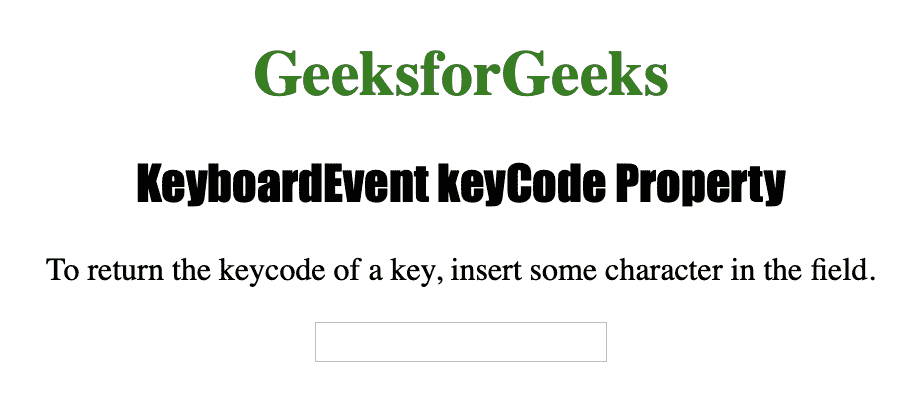 GeeksforGeeks
KeyboardEvent keyCode Property
To return the keycode of a key, insert some character in the field.